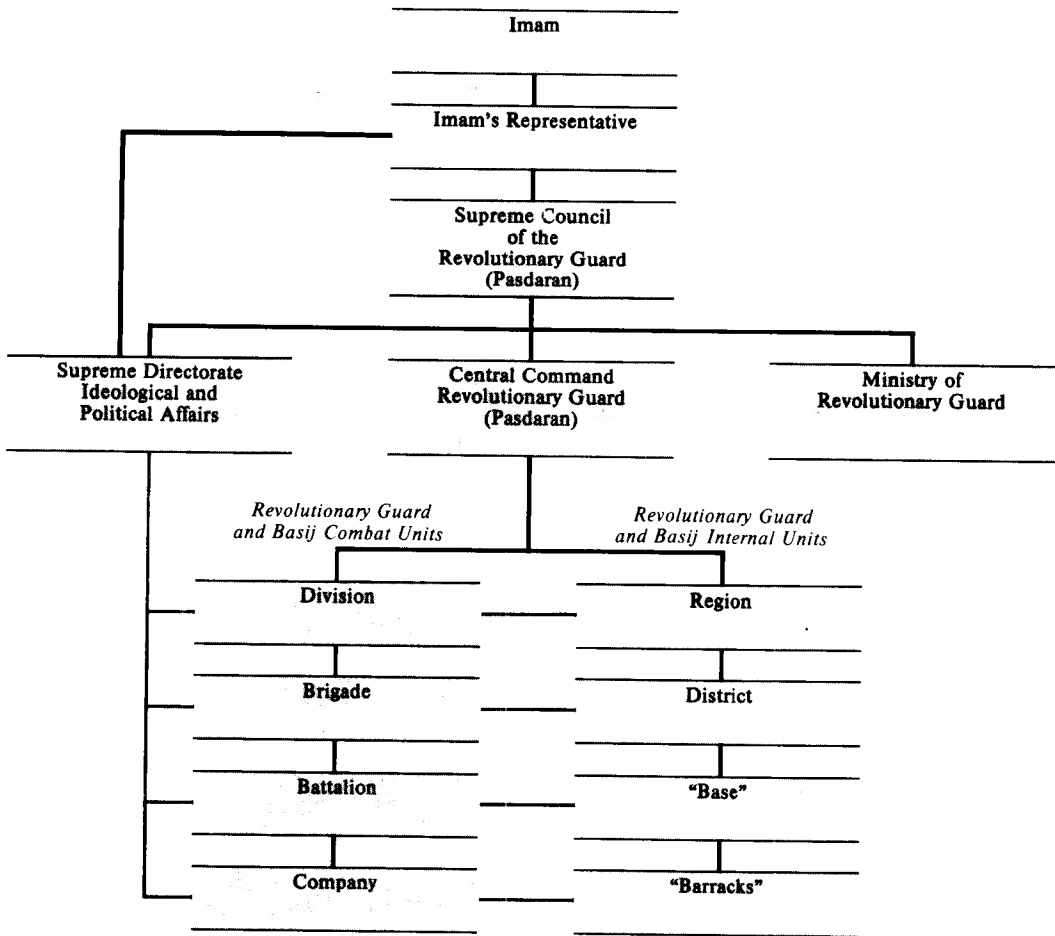 Imam
Imam's Representative
Supreme Council
of the
Revolutionary Guard
(Pasdaran)
Supreme Directorate
Ideological and
Political Affairs
Central Command
Revolutionary Guard
(Pasdaran)
Ministry of
Revolutionary Guard
Revolutionary Guard
and Basij Combat Units
Revolutionary Guard
and Basij Internal Units
Division
Region
Brigade
District
Battalion
"Base"
Company
"Barracks"